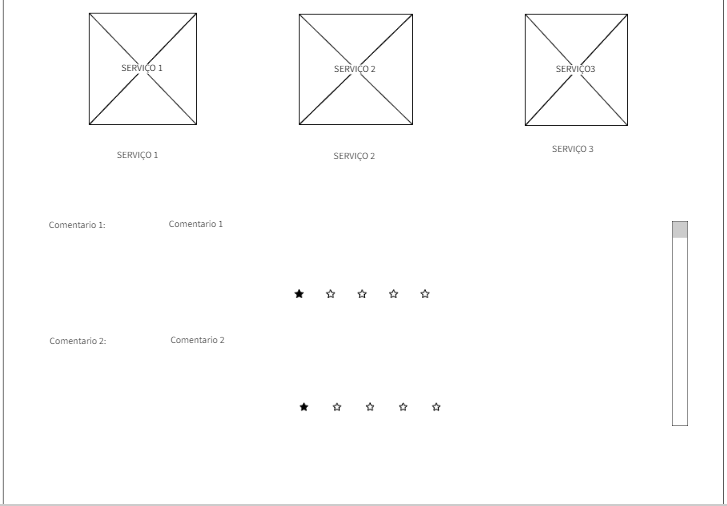 SERVIÇO 1
SERVIÇO 2
SERVIÇO3
SERVIÇO 1
SERVIÇO 2
SERVIÇO 3
Comentario 1:
Comentario 1
Comentario 2:
Comentario 2